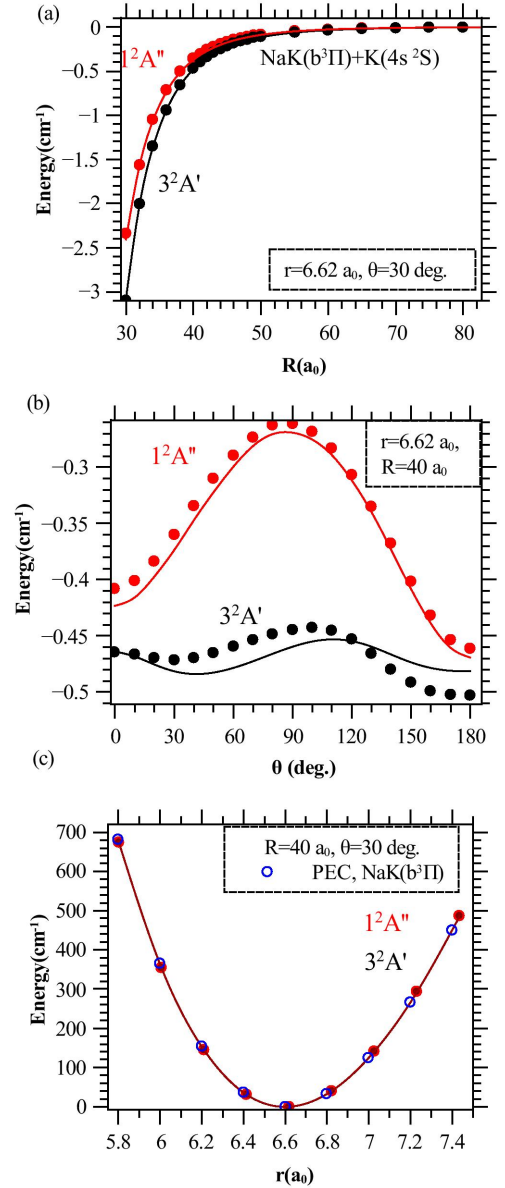 (a)
0
−0.5
−1
−1.5
−2
−2.5
−3
Energy(cm⁻¹)
1²A"
3²A'
NaK(b³Π)+K(4s ²S)
r=6.62 a₀, θ=30 deg.
30 40 50 60 70 80
R(a₀)
(b)
−0.3
−0.35
−0.4
−0.45
−0.5
Energy(cm⁻¹)
1²A"
3²A'
r=6.62 a₀,
R=40 a₀
0 30 60 90 120 150 180
θ (deg.)
(c)
700
600
500
400
300
200
100
0
Energy(cm⁻¹)
R=40 a₀, θ=30 deg.
PEC, NaK(b³Π)
1²A"
3²A'
5.8 6 6.2 6.4 6.6 6.8 7 7.2 7.4
r(a₀)